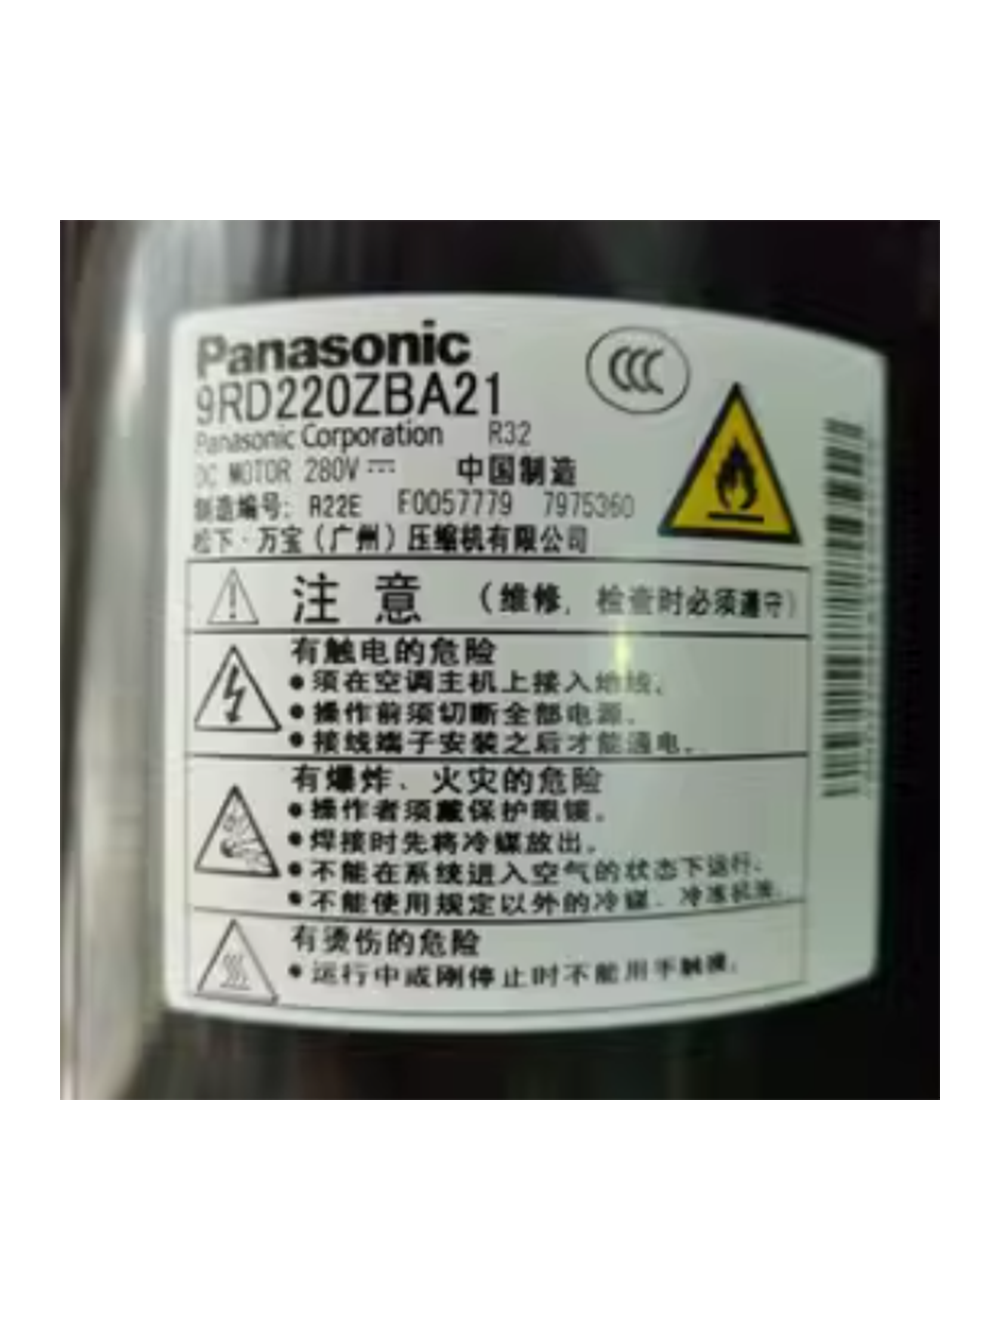 Panasonic
CCC
9RD220ZBA21
Panasonic Corporation R32
DC MOTOR 280V 中国制造
制造编号: R22E F0057779 7975360
松下·万宝（广州）压缩机有限公司
注 意 （维修，检查时必须遵守）
有触电的危险
●须在空调主机上接入地线。
●操作前须切断全部电源。
●接线端子安装之后才能通电。
有爆炸、火灾的危险
●操作者须戴保护眼镜。
●焊接时先将冷媒放出。
●不能在系统进入空气的状态下运行。
●不能使用规定以外的冷媒、冷冻机油。
有烫伤的危险
●运行中或刚停止时不能用手触摸。